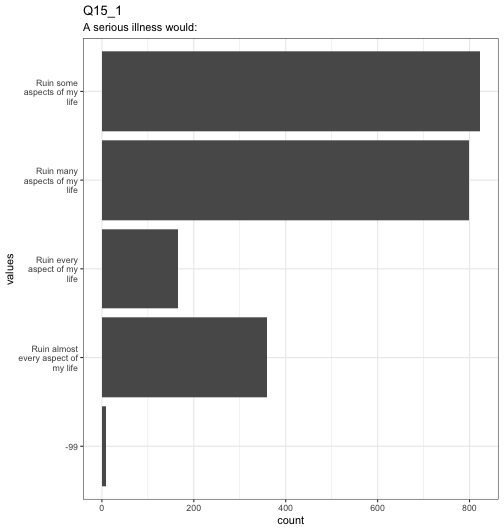 Q15_1
A serious illness would:
Ruin some
aspects of my
life
Ruin many
aspects of my
life
Ruin every
aspect of my
life
Ruin almost
every aspect of
my life
-99
values
0
200
400
600
800
count